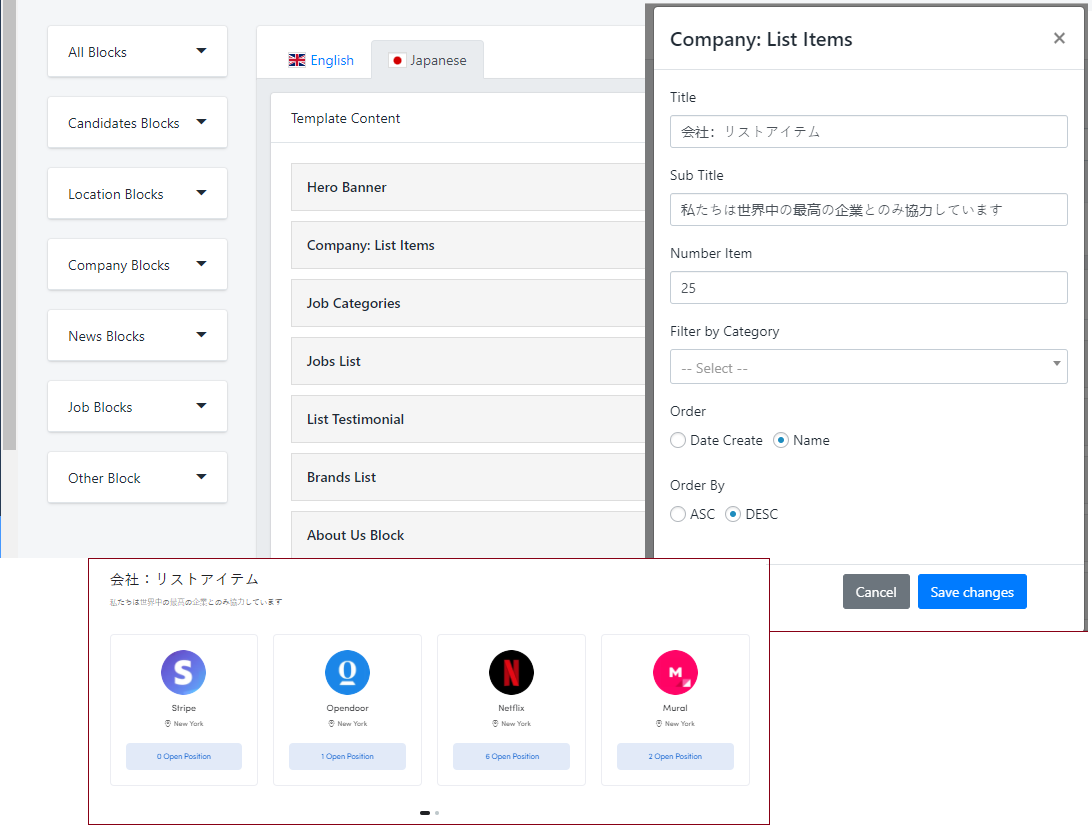 All Blocks
Candidates Blocks
Location Blocks
Company Blocks
News Blocks
Job Blocks
Other Block
English
Japanese
Template Content
Hero Banner
Company: List Items
Job Categories
Jobs List
List Testimonial
Brands List
About Us Block
Company: List Items
×
Title
会社：リストアイテム
Sub Title
私たちは世界中の最高の企業とのみ協力しています
Number Item
25
Filter by Category
-- Select --
Order
Date Create Name
Order By
ASC DESC
Cancel Save changes
会社：リストアイテム
私たちは世界中の最高の企業とのみ協力しています
S
Stripe
New York
0 Open Position
O
Opendoor
New York
1 Open Position
N
Netflix
New York
6 Open Position
M
Mural
New York
2 Open Position